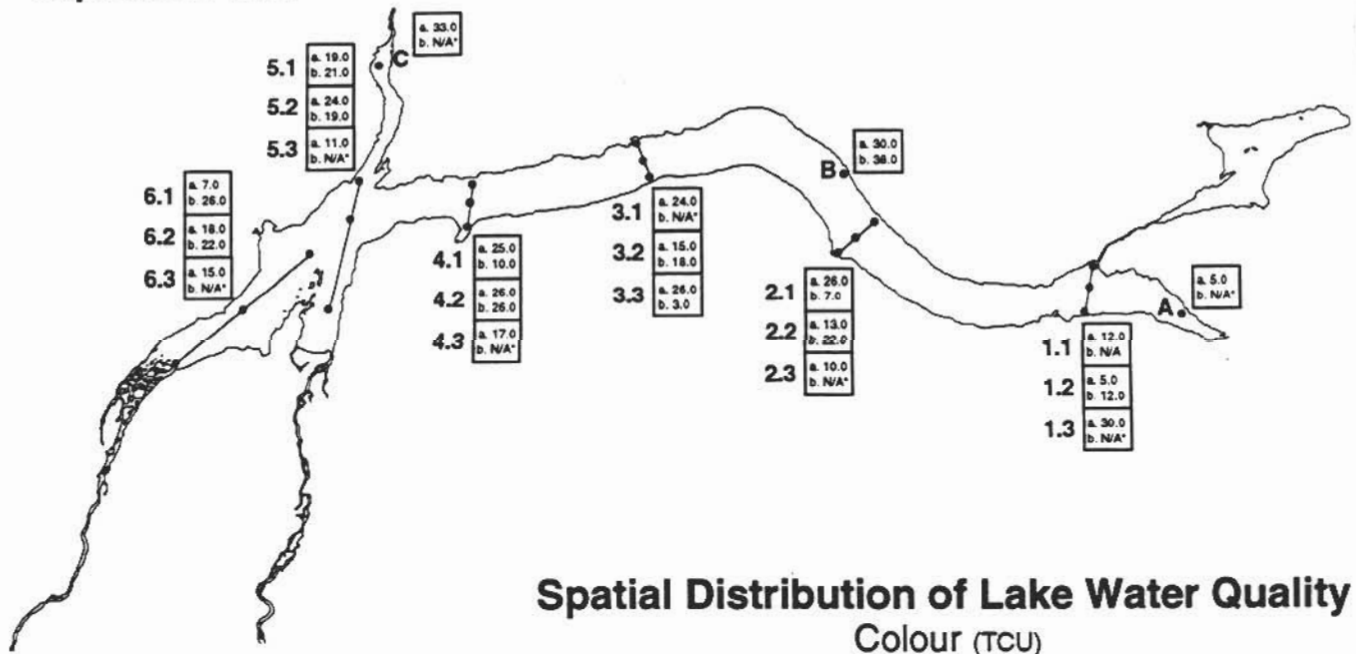 a. 33.0
b. N/A*
C
5.1
a. 19.0
b. 21.0
5.2
a. 24.0
b. 19.0
5.3
a. 11.0
b. N/A*
6.1
a. 7.0
b. 26.0
6.2
a. 18.0
b. 22.0
6.3
a. 15.0
b. N/A*
4.1
a. 25.0
b. 10.0
4.2
a. 26.0
b. 26.0
4.3
a. 17.0
b. N/A*
3.1
a. 24.0
b. N/A*
3.2
a. 15.0
b. 18.0
3.3
a. 26.0
b. 3.0
B
a. 30.0
b. 38.0
2.1
a. 26.0
b. 7.0
2.2
a. 13.0
b. 22.0
2.3
a. 10.0
b. N/A*
A
a. 5.0
b. N/A*
1.1
a. 12.0
b. N/A
1.2
a. 5.0
b. 12.0
1.3
a. 30.0
b. N/A*
Spatial Distribution of Lake Water Quality
Colour (TCU)